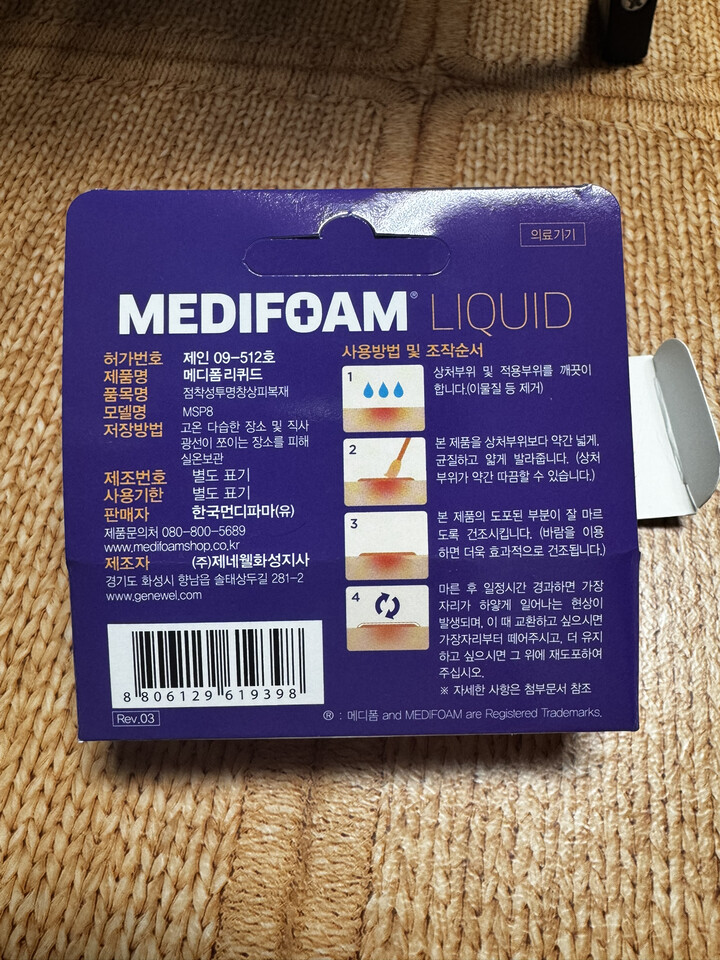 의료기기
MEDIFOAM® LIQUID
허가번호 제인 09-512호
제품명 메디폼 리퀴드
품목명 점착성투명창상피복재
모델명 MSP8
저장방법 고온 다습한 장소 및 직사
광선이 쪼이는 장소를 피해
실온보관
제조번호 별도 표기
사용기한 별도 표기
판매자 한국먼디파마(유)
제품문의처 080-800-5689
www.medifoamshop.co.kr
제조자 (주)제네웰화성지사
경기도 화성시 향남읍 솔태상두길 281-2
www.genewel.com
8 806129 619398
Rev.03
사용방법 및 조작순서
1
상처부위 및 적용부위를 깨끗이
합니다.(이물질 등 제거)
2
본 제품을 상처부위보다 약간 넓게,
균질하고 얇게 발라줍니다. (상처
부위가 약간 따끔할 수 있습니다.)
3
본 제품의 도포된 부분이 잘 마르
도록 건조시킵니다. (바람을 이용
하면 더욱 효과적으로 건조됩니다.)
4
마른 후 일정시간 경과하면 가장
자리가 하얗게 일어나는 현상이
발생되며, 이 때 교환하고 싶으시면
가장자리부터 떼어주시고, 더 유지
하고 싶으시면 그 위에 재도포하여
주십시오.
※ 자세한 사항은 첨부문서 참조
® : 메디폼 and MEDIFOAM are Registered Trademarks.